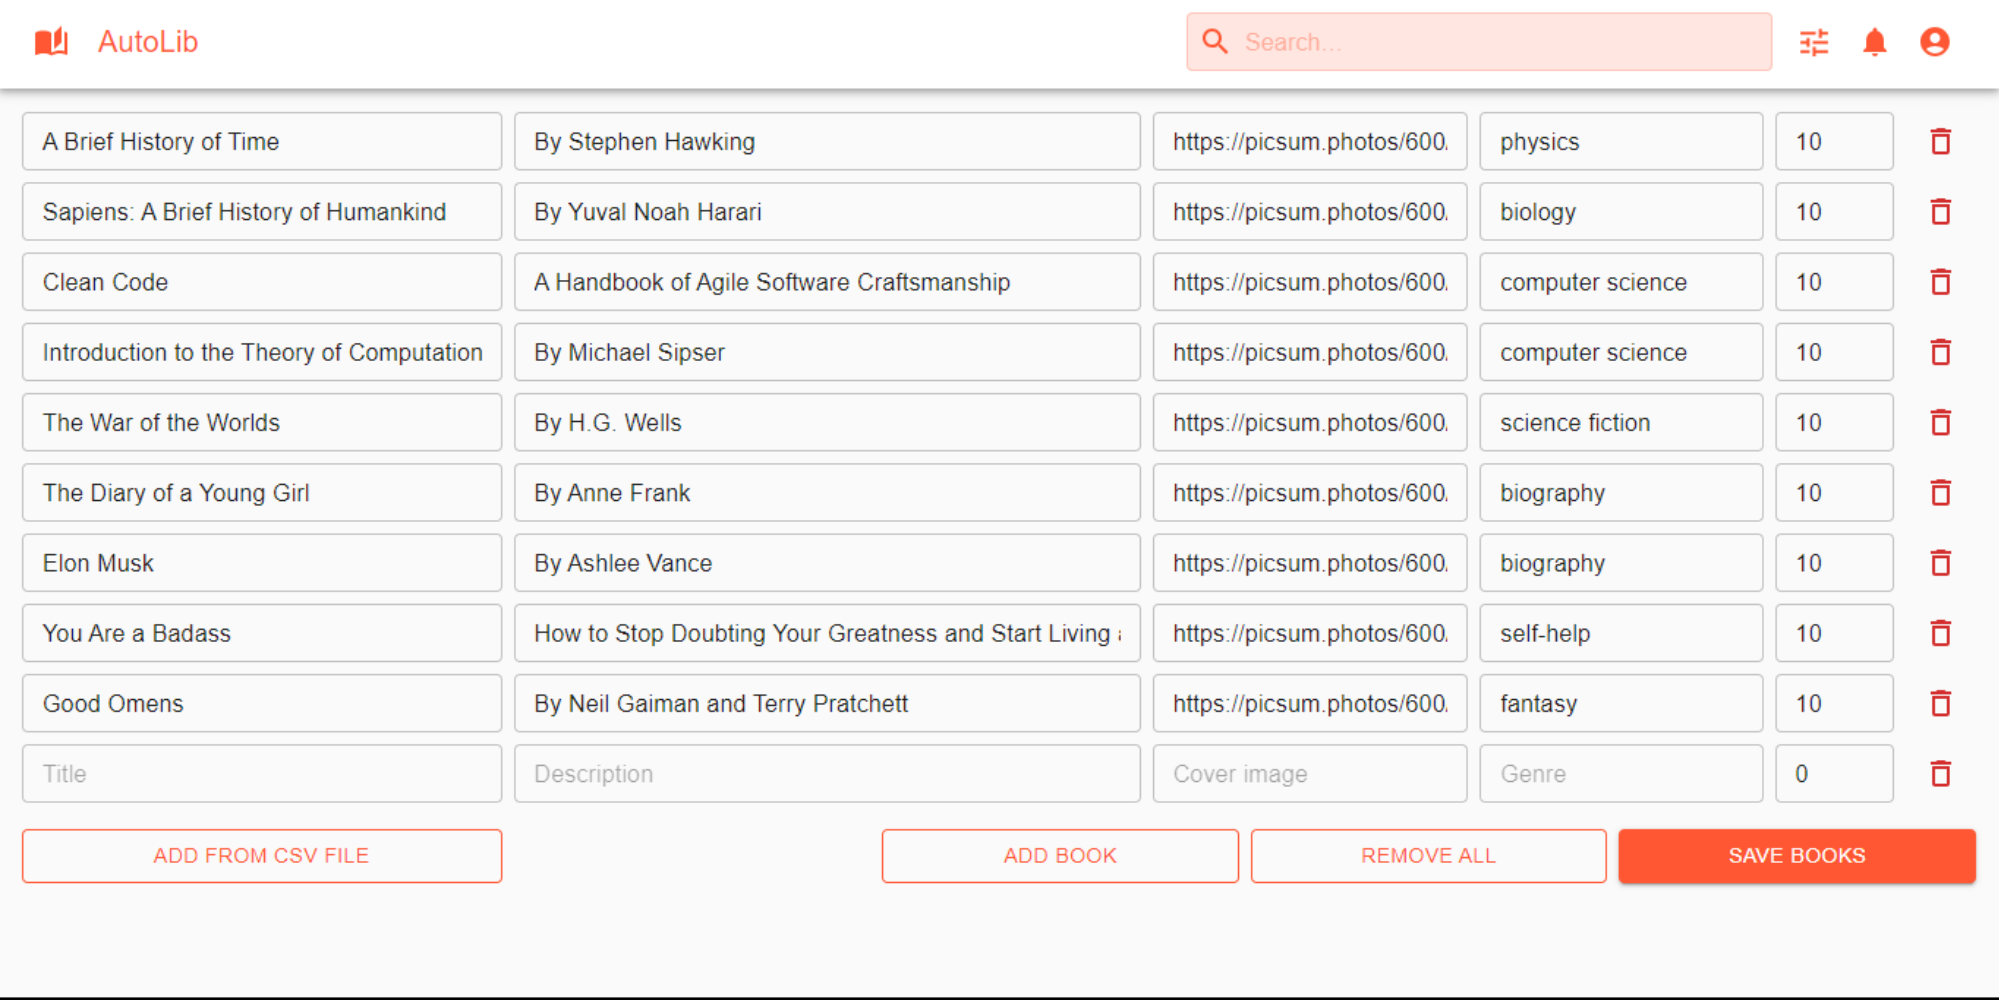 AutoLib
Search...
A Brief History of Time By Stephen Hawking https://picsum.photos/600 physics 10
Sapiens: A Brief History of Humankind By Yuval Noah Harari https://picsum.photos/600 biology 10
Clean Code A Handbook of Agile Software Craftsmanship https://picsum.photos/600 computer science 10
Introduction to the Theory of Computation By Michael Sipser https://picsum.photos/600 computer science 10
The War of the Worlds By H.G. Wells https://picsum.photos/600 science fiction 10
The Diary of a Young Girl By Anne Frank https://picsum.photos/600 biography 10
Elon Musk By Ashlee Vance https://picsum.photos/600 biography 10
You Are a Badass How to Stop Doubting Your Greatness and Start Living https://picsum.photos/600 self-help 10
Good Omens By Neil Gaiman and Terry Pratchett https://picsum.photos/600 fantasy 10
Title Description Cover image Genre 0
ADD FROM CSV FILE ADD BOOK REMOVE ALL SAVE BOOKS